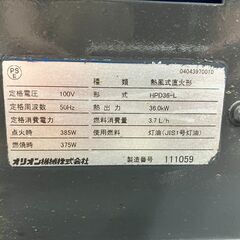 PS
E
04043970010
種類 熱風式直火形
定格電圧 100V 形式 HPD36-L
定格周波数 50Hz 熱出力 36.0kW
定格消費電力 燃料消費量 3.7L/h
点火時 385W 使用燃料 灯油(JIS1号灯油)
燃焼時 375W
オリオン機械株式会社 製造番号 111059